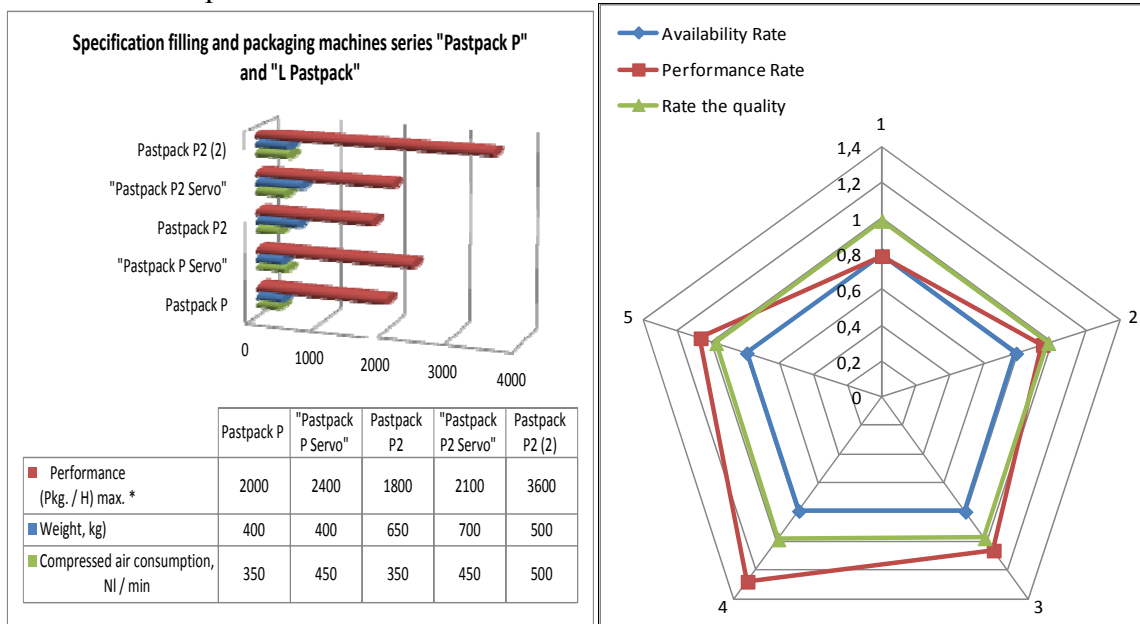 Specification filling and packaging machines series "Pastpack P"
and "L Pastpack"
Pastpack P2 (2)
"Pastpack P2 Servo"
Pastpack P2
"Pastpack P Servo"
Pastpack P
0 1000 2000 3000 4000
Pastpack P "Pastpack P Servo" Pastpack P2 "Pastpack P2 Servo" Pastpack P2 (2)
Performance
(Pkg. / H) max. * 2000 2400 1800 2100 3600
Weight, kg) 400 400 650 700 500
Compressed air consumption,
Nl / min 350 450 350 450 500
Availability Rate
Performance Rate
Rate the quality
1
1,4
1,2
1
0,8
0,6
0,4
0,2
0
2
3
4
5